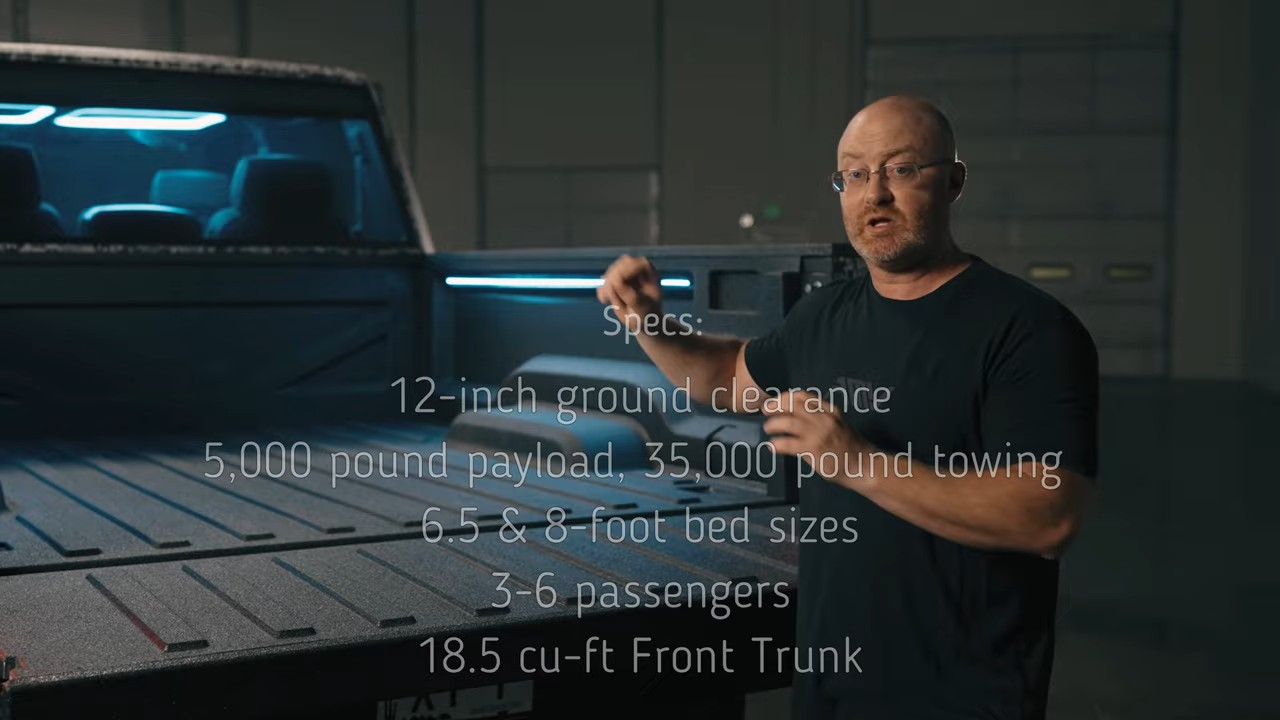 Specs:
12-inch ground clearance
5,000 pound payload, 35,000 pound towing
6.5 & 8-foot bed sizes
3-6 passengers
18.5 cu-ft Front Trunk